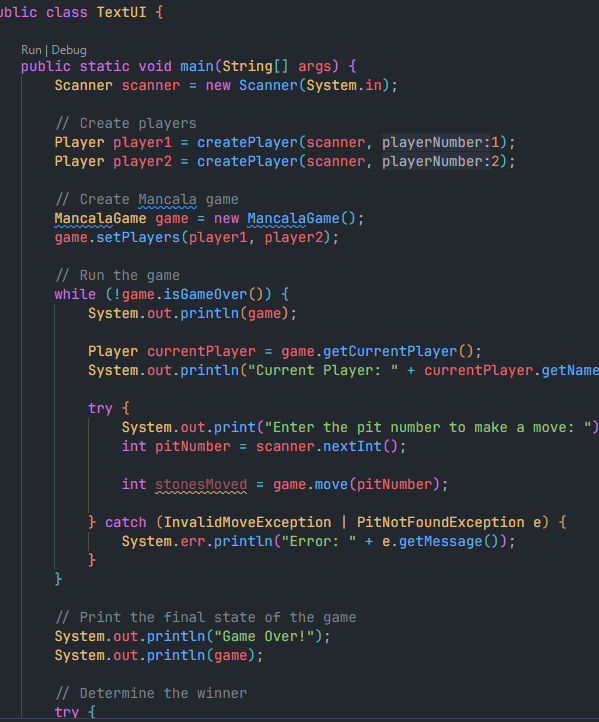 ublic class TextUI {
Run | Debug
public static void main(String[] args) {
Scanner scanner = new Scanner(System.in);
// Create players
Player player1 = createPlayer(scanner, playerNumber:1);
Player player2 = createPlayer(scanner, playerNumber:2);
// Create Mancala game
MancalaGame game = new MancalaGame();
game.setPlayers(player1, player2);
// Run the game
while (!game.isGameOver()) {
System.out.println(game);
Player currentPlayer = game.getCurrentPlayer();
System.out.println("Current Player: " + currentPlayer.getName
try {
System.out.print("Enter the pit number to make a move: ")
int pitNumber = scanner.nextInt();
int stonesMoved = game.move(pitNumber);
} catch (InvalidMoveException | PitNotFoundException e) {
System.err.println("Error: " + e.getMessage());
}
}
// Print the final state of the game
System.out.println("Game Over!");
System.out.println(game);
// Determine the winner
try {